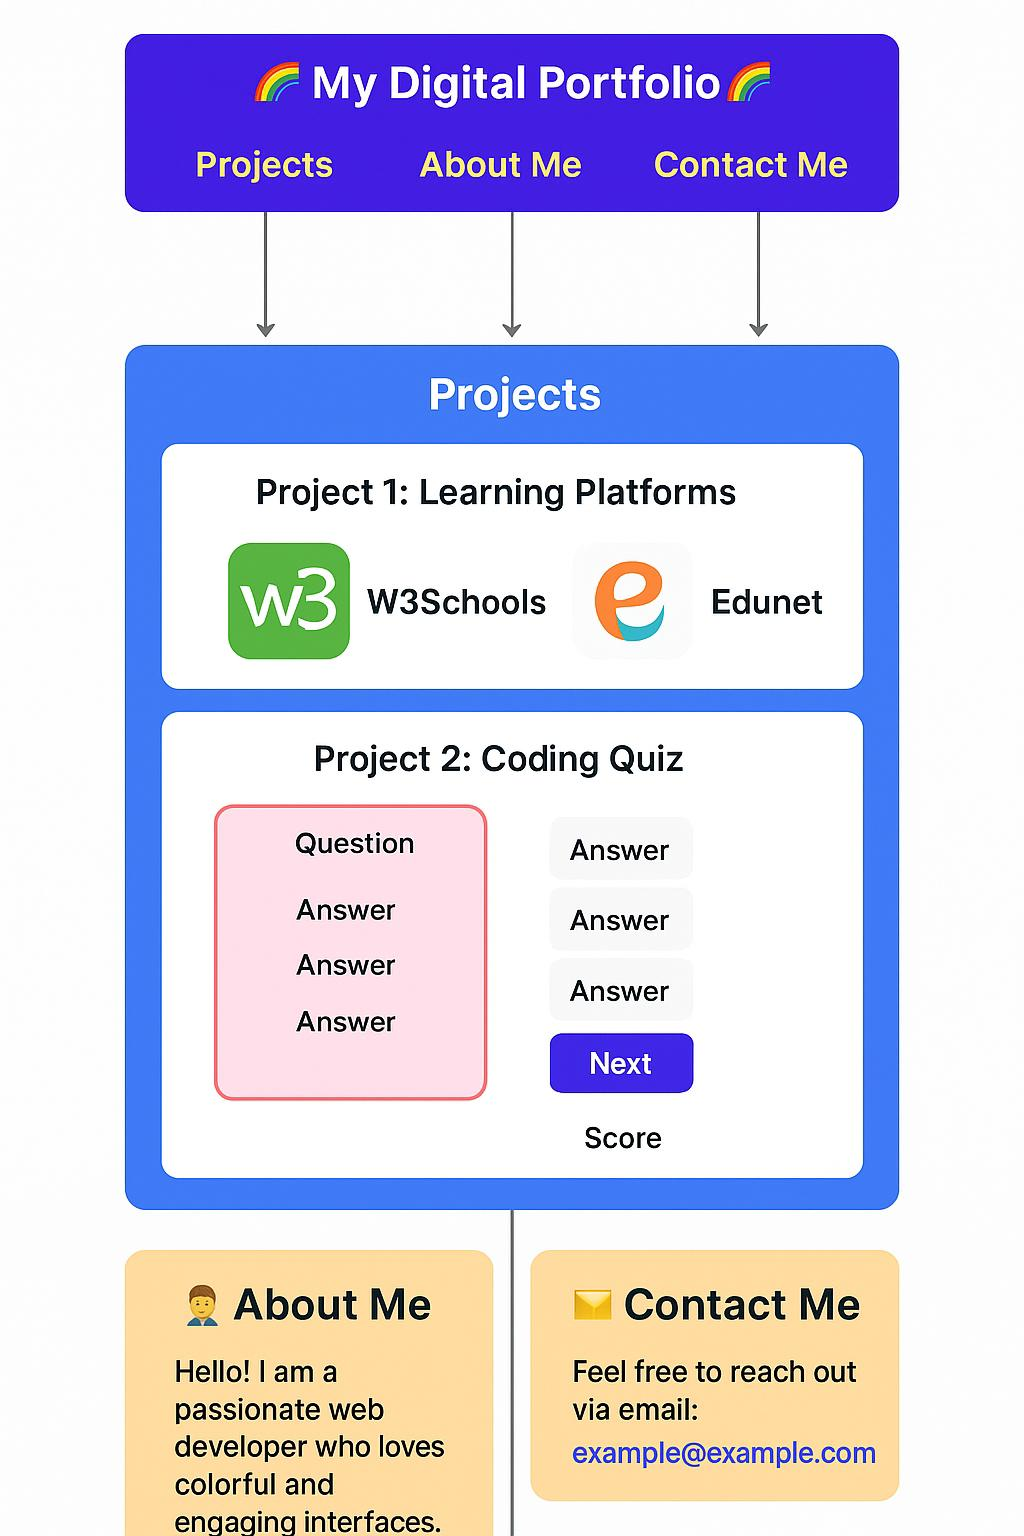 🌈 My Digital Portfolio 🌈
Projects About Me Contact Me
Projects
Project 1: Learning Platforms
w3 W3Schools e Edunet
Project 2: Coding Quiz
Question
Answer
Answer
Answer
Answer
Answer
Answer
Next
Score
About Me
Hello! I am a
passionate web
developer who loves
colorful and
engaging interfaces.
Contact Me
Feel free to reach out
via email:
example@example.com